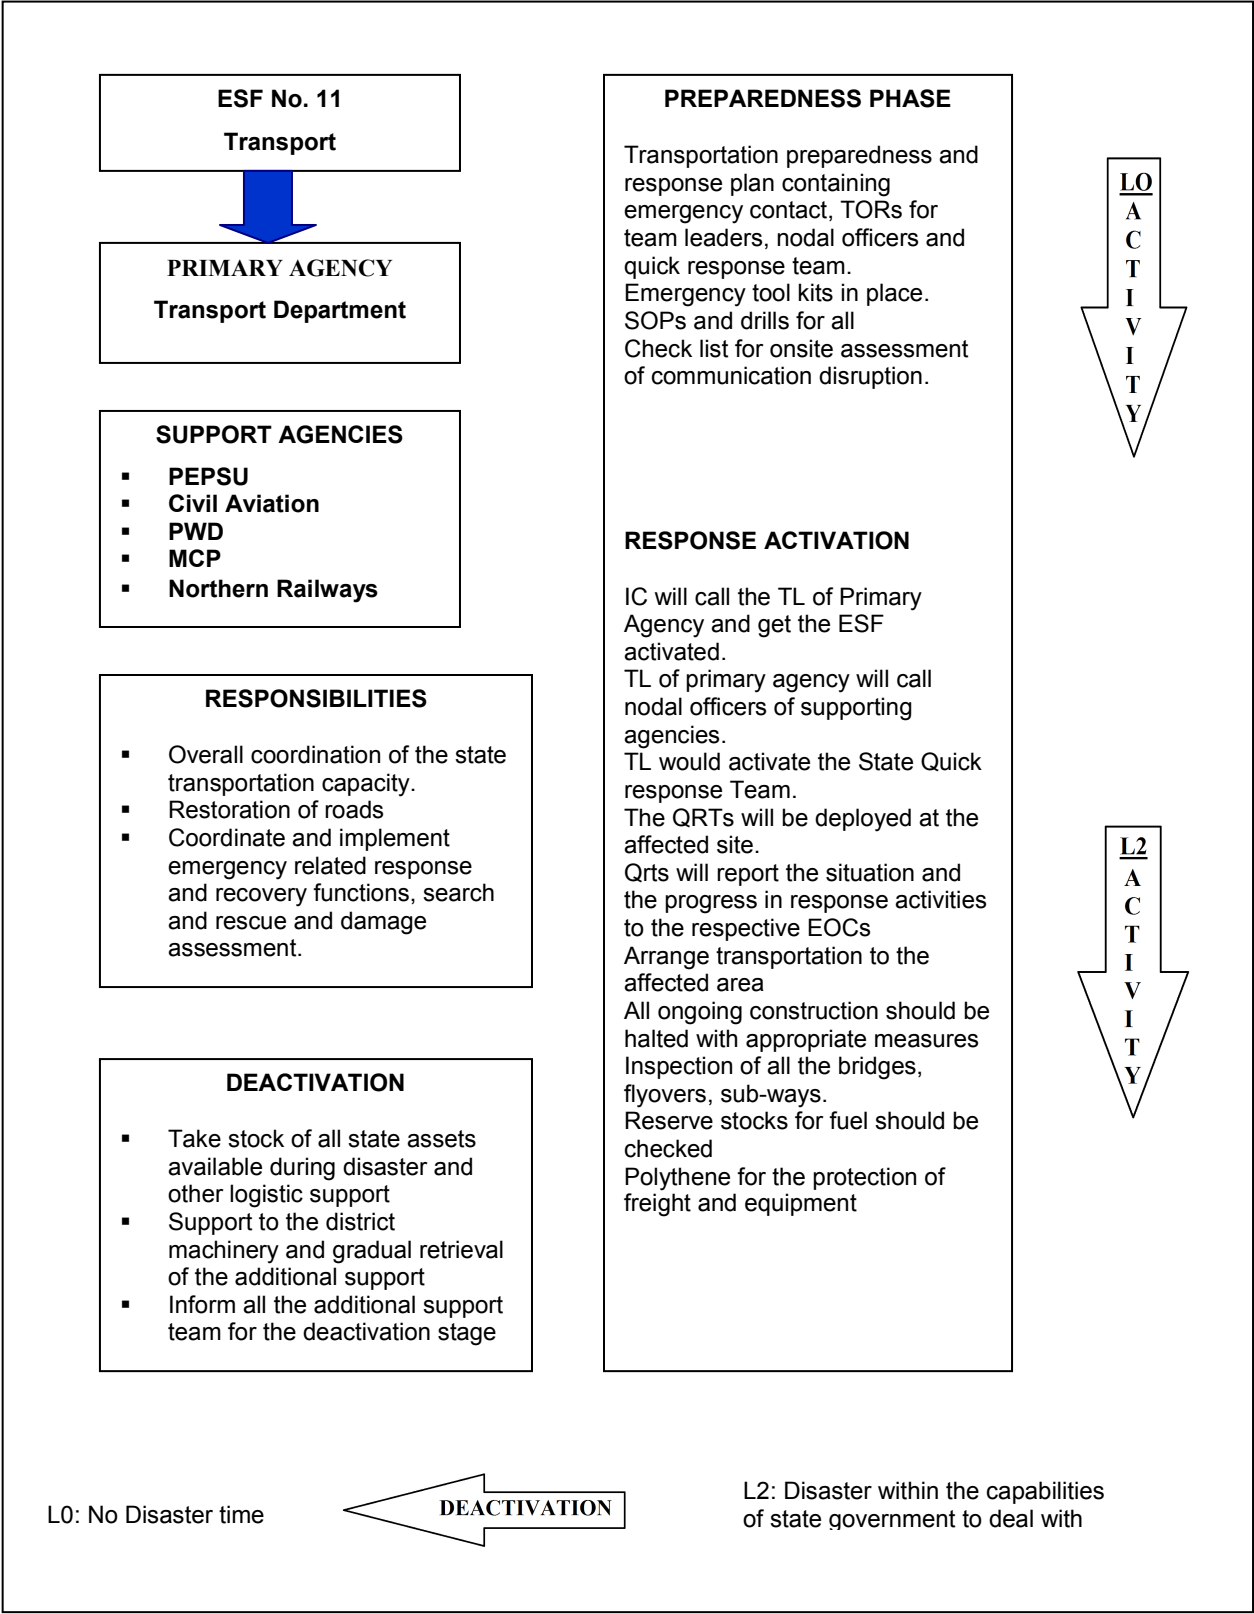 ESF No. 11
Transport
PRIMARY AGENCY
Transport Department
SUPPORT AGENCIES
▪ PEPSU
▪ Civil Aviation
▪ PWD
▪ MCP
▪ Northern Railways
RESPONSIBILITIES
▪ Overall coordination of the state
transportation capacity.
▪ Restoration of roads
▪ Coordinate and implement
emergency related response
and recovery functions, search
and rescue and damage
assessment.
DEACTIVATION
▪ Take stock of all state assets
available during disaster and
other logistic support
▪ Support to the district
machinery and gradual retrieval
of the additional support
▪ Inform all the additional support
team for the deactivation stage
PREPAREDNESS PHASE
Transportation preparedness and
response plan containing
emergency contact, TORs for
team leaders, nodal officers and
quick response team.
Emergency tool kits in place.
SOPs and drills for all
Check list for onsite assessment
of communication disruption.
RESPONSE ACTIVATION
IC will call the TL of Primary
Agency and get the ESF
activated.
TL of primary agency will call
nodal officers of supporting
agencies.
TL would activate the State Quick
response Team.
The QRTs will be deployed at the
affected site.
Qrts will report the situation and
the progress in response activities
to the respective EOCs
Arrange transportation to the
affected area
All ongoing construction should be
halted with appropriate measures
Inspection of all the bridges,
flyovers, sub-ways.
Reserve stocks for fuel should be
checked
Polythene for the protection of
freight and equipment
LO
A
C
T
I
V
I
T
Y
L2
A
C
T
I
V
I
T
Y
L0: No Disaster time
DEACTIVATION
L2: Disaster within the capabilities
of state government to deal with